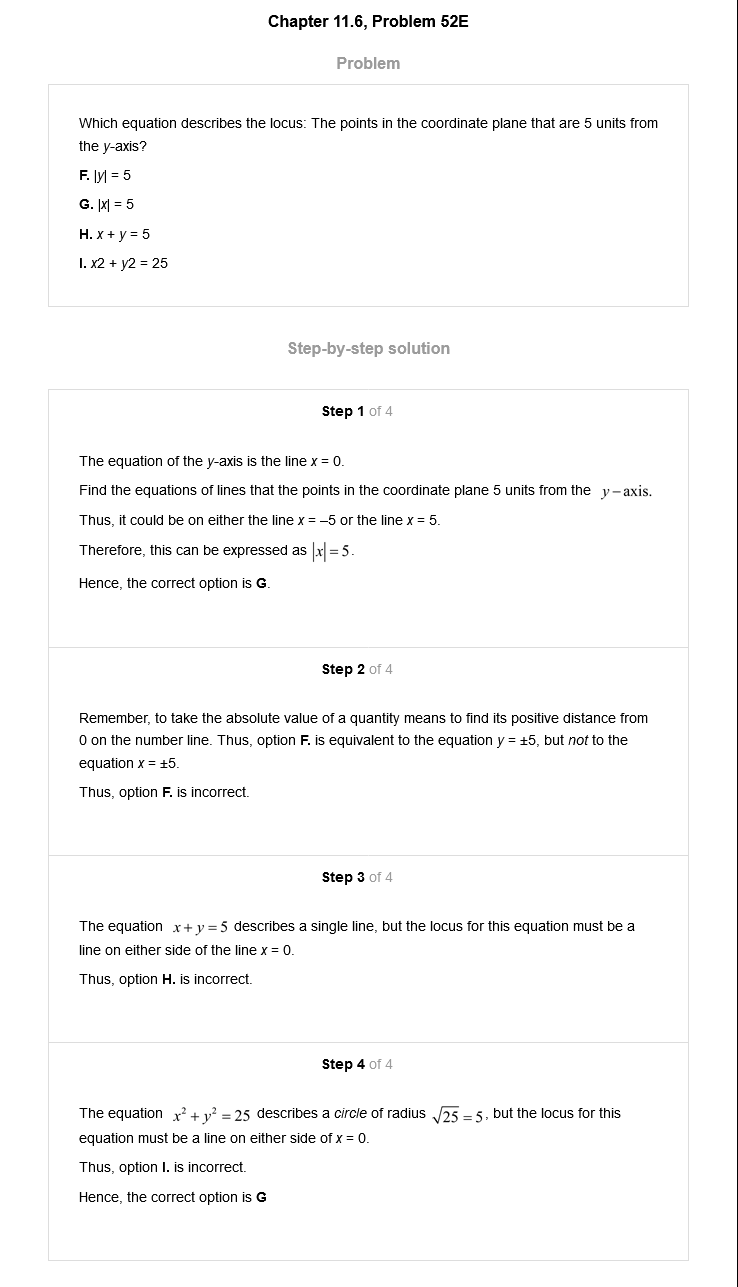 Chapter 11.6, Problem 52E
Problem
Which equation describes the locus: The points in the coordinate plane that are 5 units from
the y-axis?
F. |y| = 5
G. |x| = 5
H. x + y = 5
I. x2 + y2 = 25
Step-by-step solution
Step 1 of 4
The equation of the y-axis is the line x = 0.
Find the equations of lines that the points in the coordinate plane 5 units from the y – axis.
Thus, it could be on either the line x = –5 or the line x = 5.
Therefore, this can be expressed as |x| = 5.
Hence, the correct option is G.
Step 2 of 4
Remember, to take the absolute value of a quantity means to find its positive distance from
0 on the number line. Thus, option F. is equivalent to the equation y = ±5, but not to the
equation x = ±5.
Thus, option F. is incorrect.
Step 3 of 4
The equation x + y = 5 describes a single line, but the locus for this equation must be a
line on either side of the line x = 0.
Thus, option H. is incorrect.
Step 4 of 4
The equation x² + y² = 25 describes a circle of radius √25 = 5, but the locus for this
equation must be a line on either side of x = 0.
Thus, option I. is incorrect.
Hence, the correct option is G